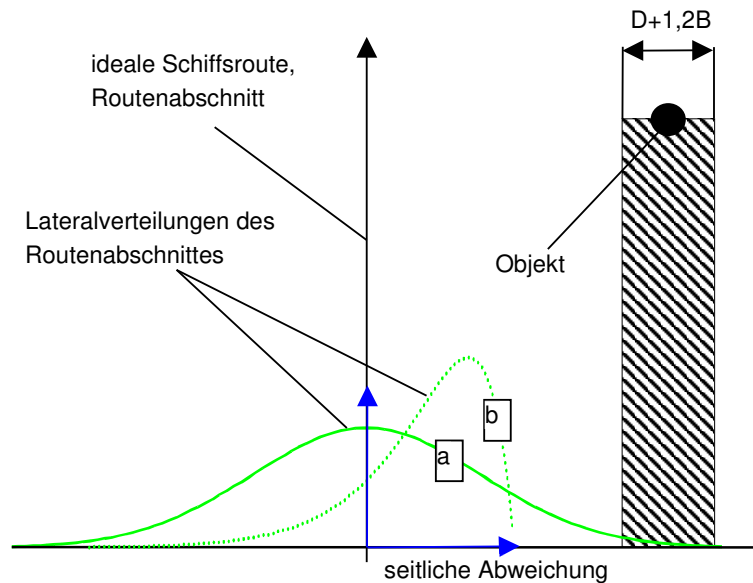 D+1,2B
ideale Schiffsroute,
Routenabschnitt
Lateralverteilungen des
Routenabschnittes
Objekt
b
a
seitliche Abweichung